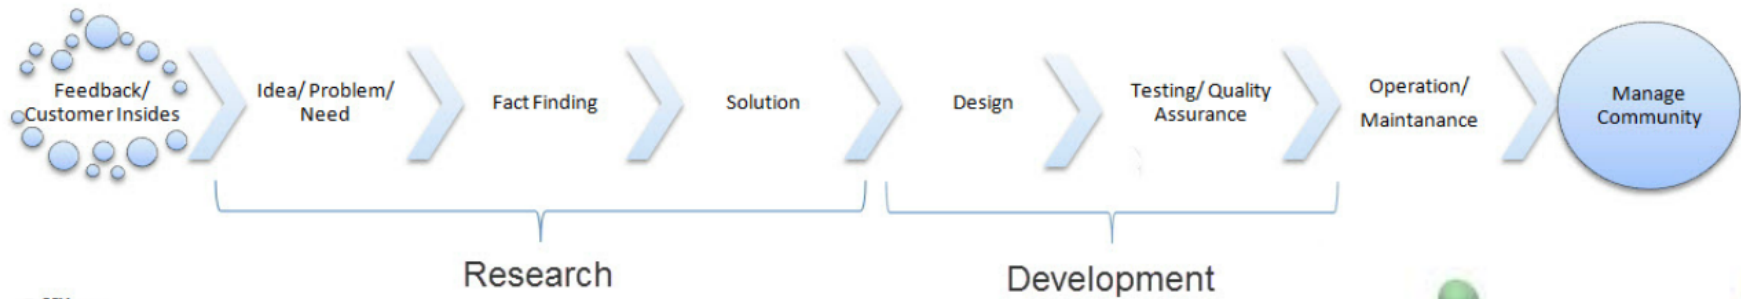 Feedback/
Customer Insides
Idea/ Problem/
Need
Fact Finding
Solution
Design
Testing/ Quality
Assurance
Operation/
Maintanance
Manage
Community
Research
Development